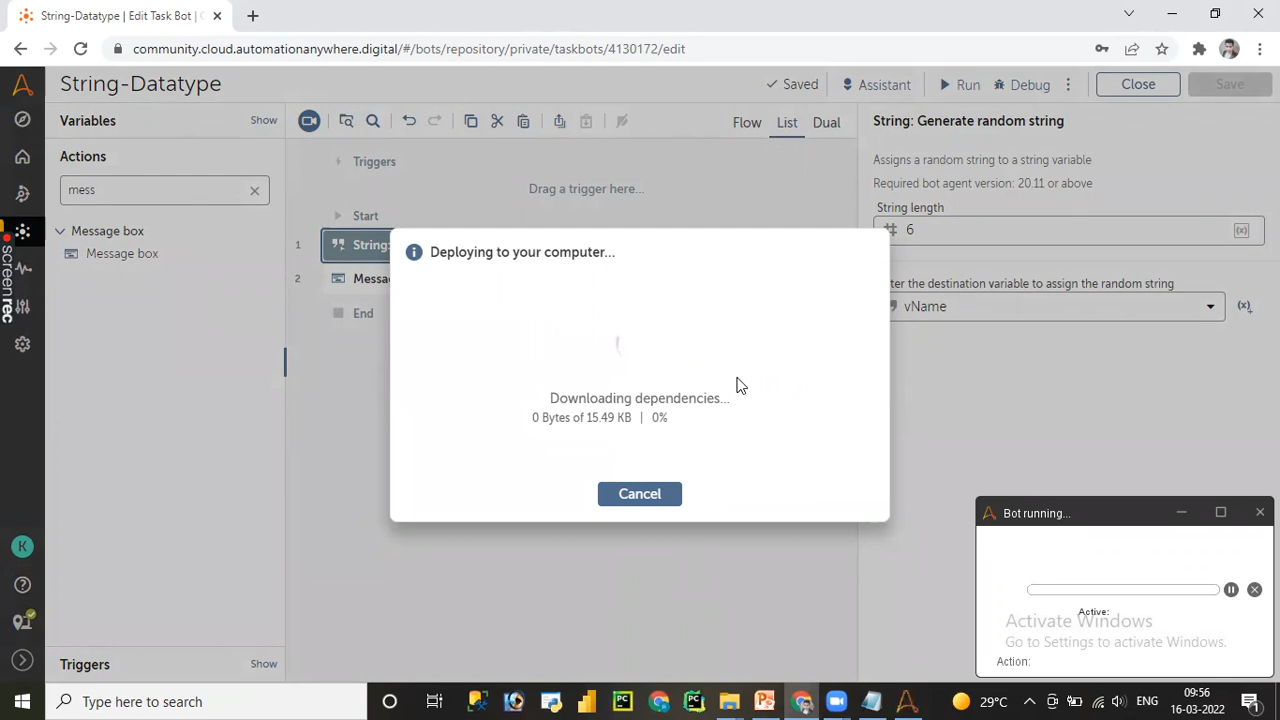 String-Datatype | Edit Task Bot |
community.cloud.automationanywhere.digital/#/bots/repository/private/taskbots/4130172/edit
String-Datatype
Saved
Assistant
Run
Debug
Close
Save
Variables
Show
Flow
List
Dual
String: Generate random string
Actions
Triggers
Assigns a random string to a string variable
mess
Drag a trigger here...
Required bot agent version: 20.11 or above
String length
Start
6
Message box
1
String:
Deploying to your computer...
Message box
2
Messa
ter the destination variable to assign the random string
End
vName
Downloading dependencies...
0 Bytes of 15.49 KB | 0%
Cancel
Bot running...
K
Active:
Activate Windows
Go to Settings to activate Windows.
Action:
Triggers
Show
screenrec
Type here to search
29°C
ENG
09:56
16-03-2022
1